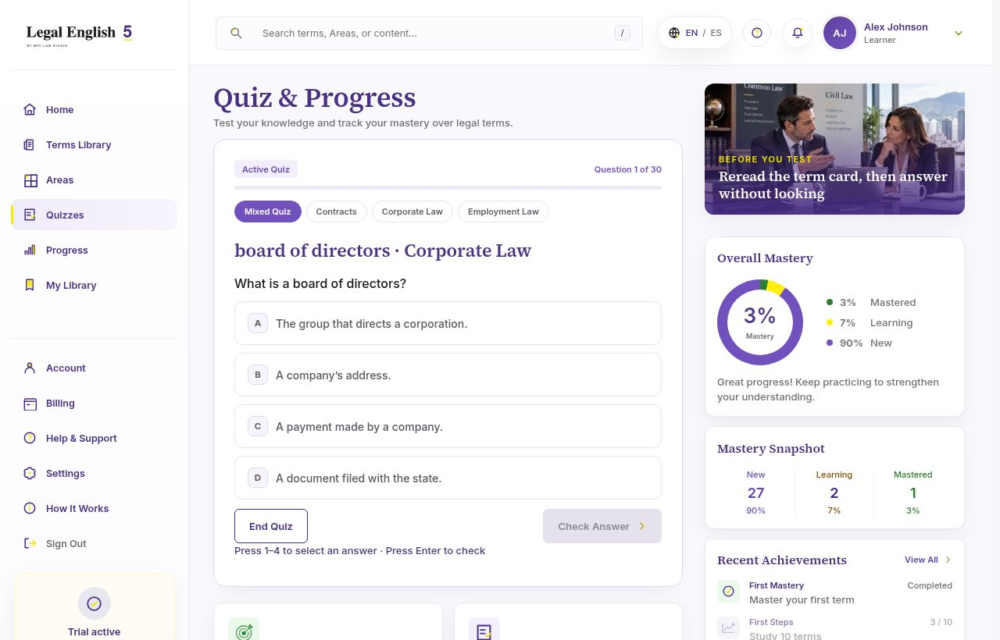 Legal English 5
BY MPC LAW STUDIO
Home
Terms Library
Areas
Quizzes
Progress
My Library
Account
Billing
Help & Support
Settings
How It Works
Sign Out
Trial active
Search terms, Areas, or content...
/
EN / ES
AJ
Alex Johnson
Learner
Quiz & Progress
Test your knowledge and track your mastery over legal terms.
Active Quiz
Question 1 of 30
Mixed Quiz
Contracts
Corporate Law
Employment Law
board of directors · Corporate Law
What is a board of directors?
A The group that directs a corporation.
B A company’s address.
C A payment made by a company.
D A document filed with the state.
End Quiz
Check Answer
Press 1–4 to select an answer · Press Enter to check
Common Law
Civil Law
BEFORE YOU TEST
Reread the term card, then answer
without looking
Overall Mastery
3%
Mastery
3% Mastered
7% Learning
90% New
Great progress! Keep practicing to strengthen
your understanding.
Mastery Snapshot
New
27
90%
Learning
2
7%
Mastered
1
3%
Recent Achievements
View All
First Mastery
Completed
Master your first term
First Steps
3 / 10
Study 10 terms